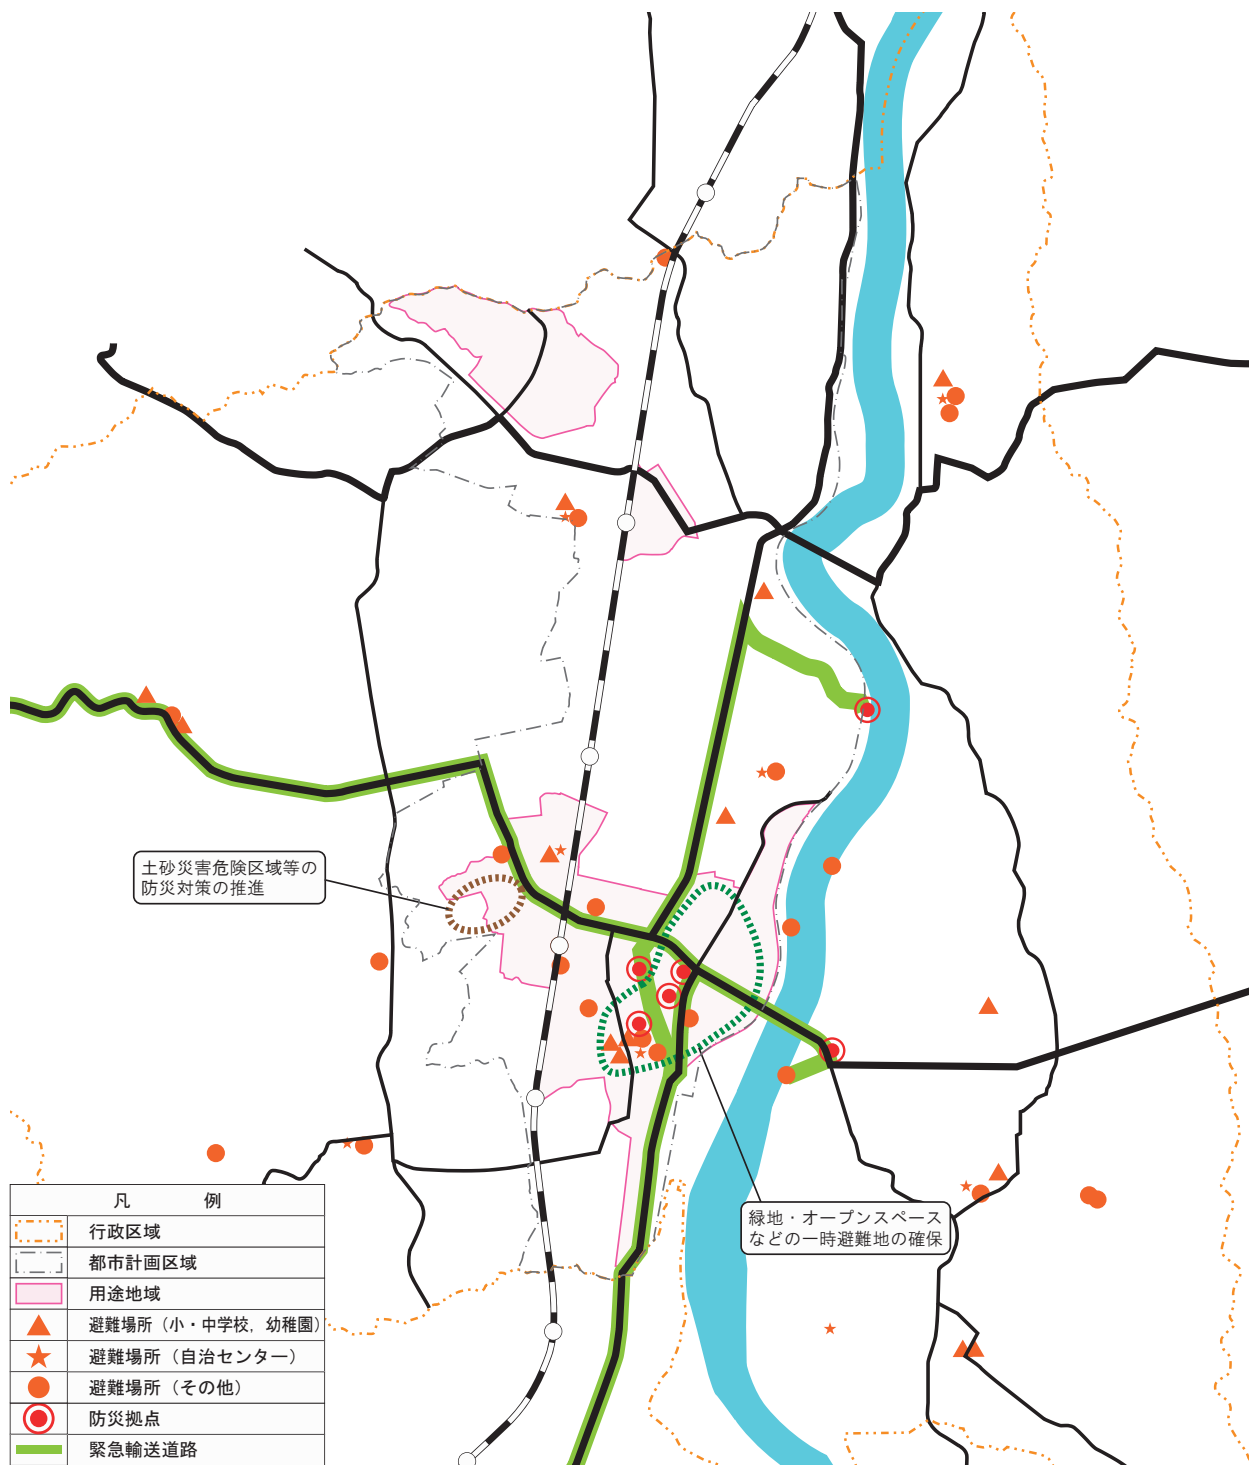 土砂災害危険区域等の
防災対策の推進
緑地・オープンスペース
などの一時避難地の確保
凡　例
行政区域
都市計画区域
用途地域
避難場所（小・中学校，幼稚園）
避難場所（自治センター）
避難場所（その他）
防災拠点
緊急輸送道路